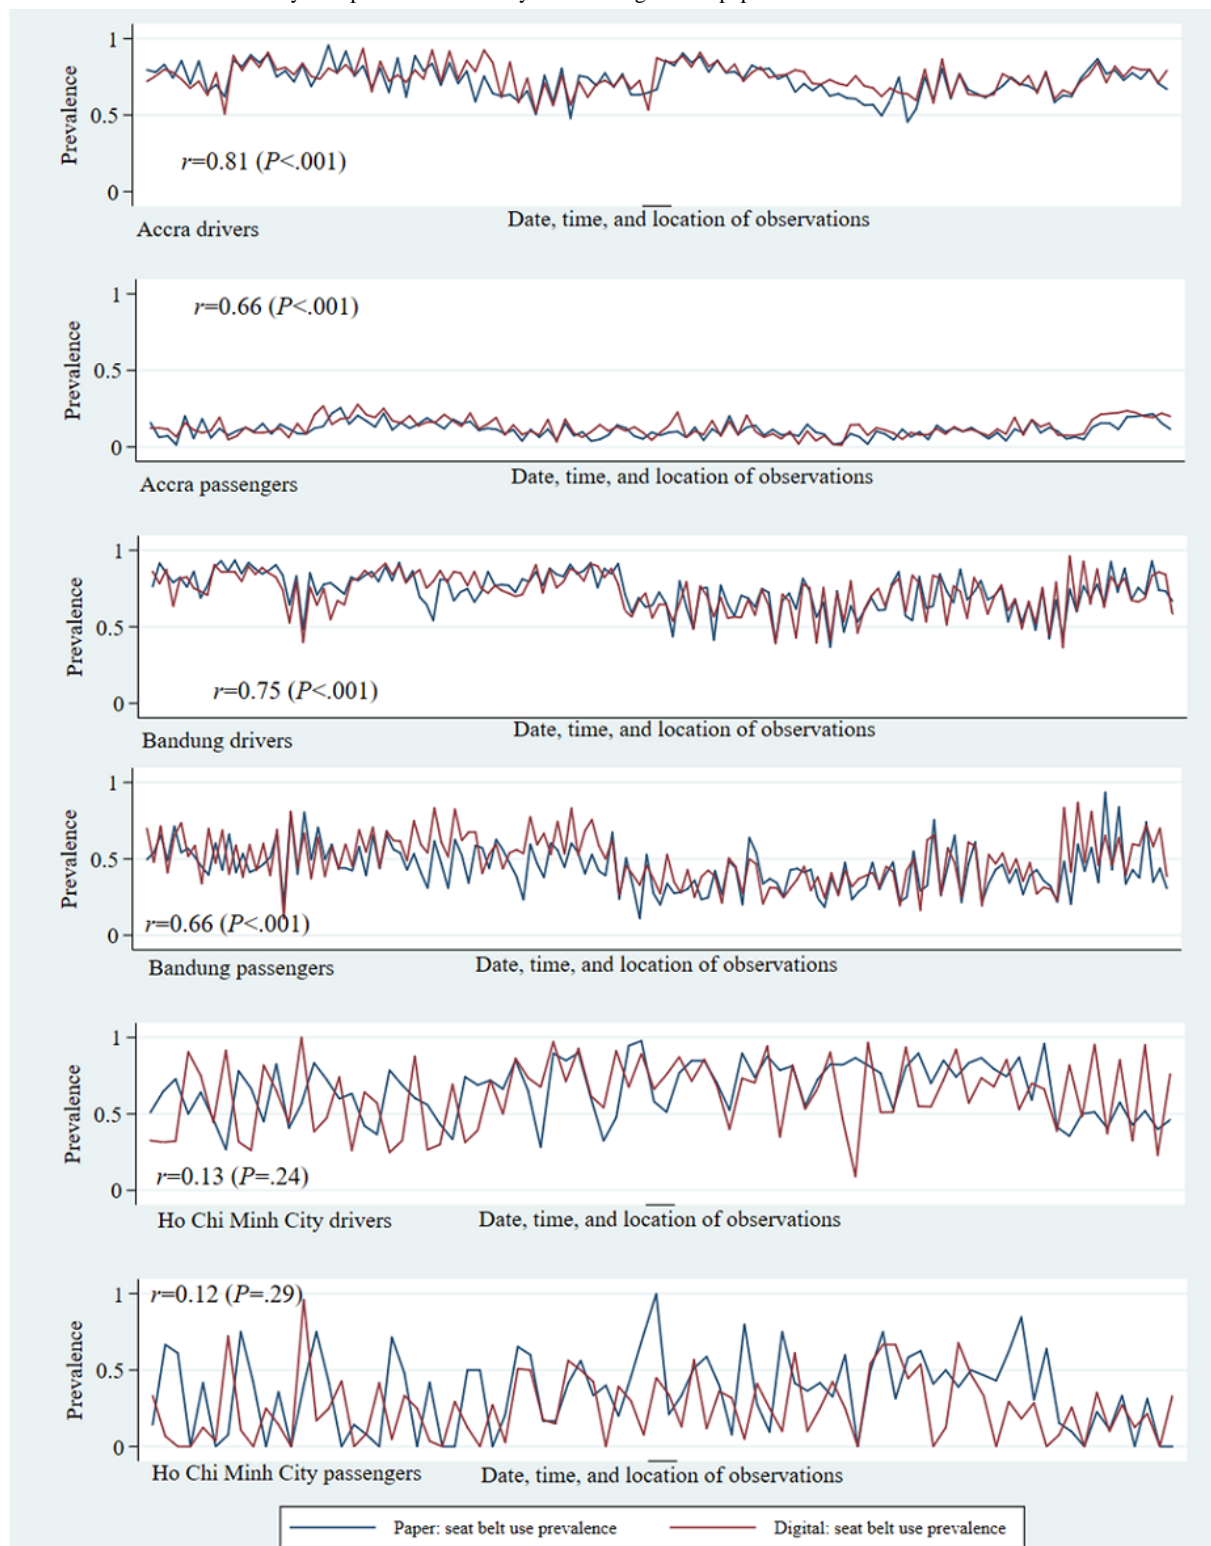 1
0.5
0
Prevalence
r=0.81 (P<.001)
Date, time, and location of observations
Accra drivers
1
0.5
0
Prevalence
r=0.66 (P<.001)
Date, time, and location of observations
Accra passengers
1
0.5
0
Prevalence
r=0.75 (P<.001)
Date, time, and location of observations
Bandung drivers
1
0.5
0
Prevalence
r=0.66 (P<.001)
Date, time, and location of observations
Bandung passengers
1
0.5
0
Prevalence
r=0.13 (P=.24)
Date, time, and location of observations
Ho Chi Minh City drivers
1
0.5
0
Prevalence
r=0.12 (P=.29)
Date, time, and location of observations
Ho Chi Minh City passengers
Paper: seat belt use prevalence
Digital: seat belt use prevalence